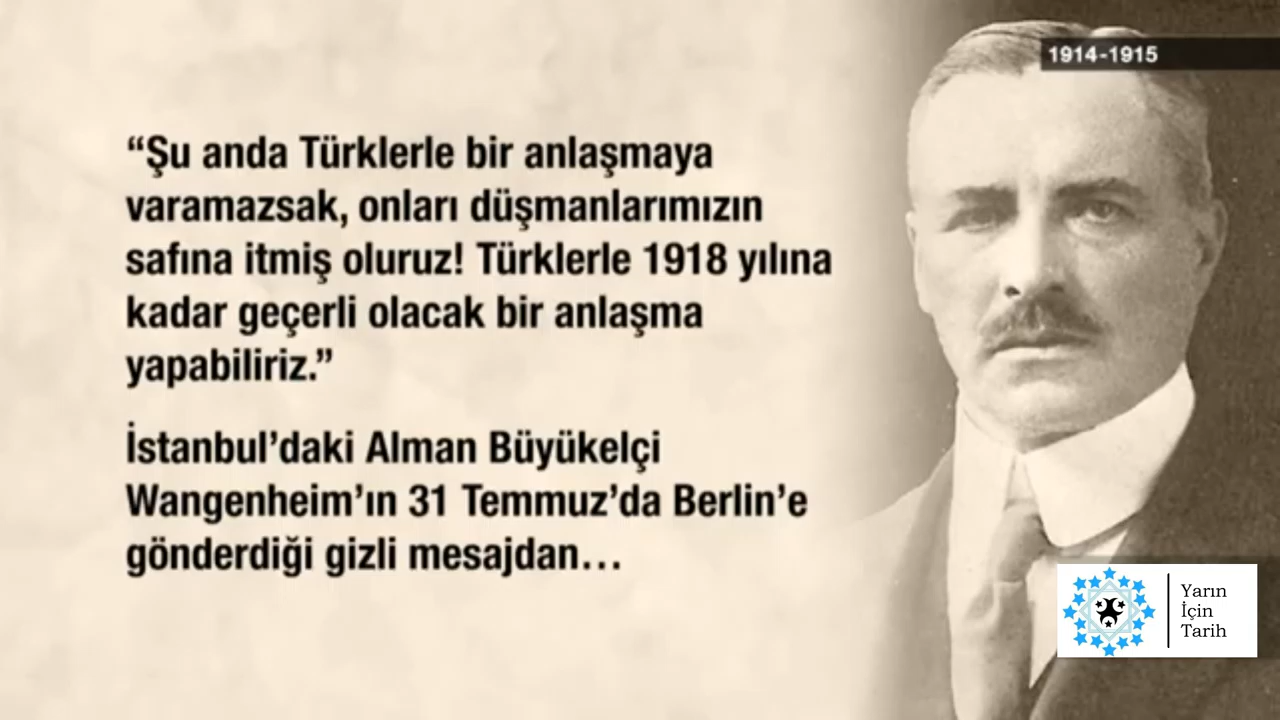 1914-1915
“Şu anda Türklerle bir anlaşmaya
varamazsak, onları düşmanlarımızın
safına itmiş oluruz! Türklerle 1918 yılına
kadar geçerli olacak bir anlaşma
yapabiliriz.”
İstanbul’daki Alman Büyükelçi
Wangenheim’ın 31 Temmuz’da Berlin’e
gönderdiği gizli mesajdan…
Yarın
İçin
Tarih